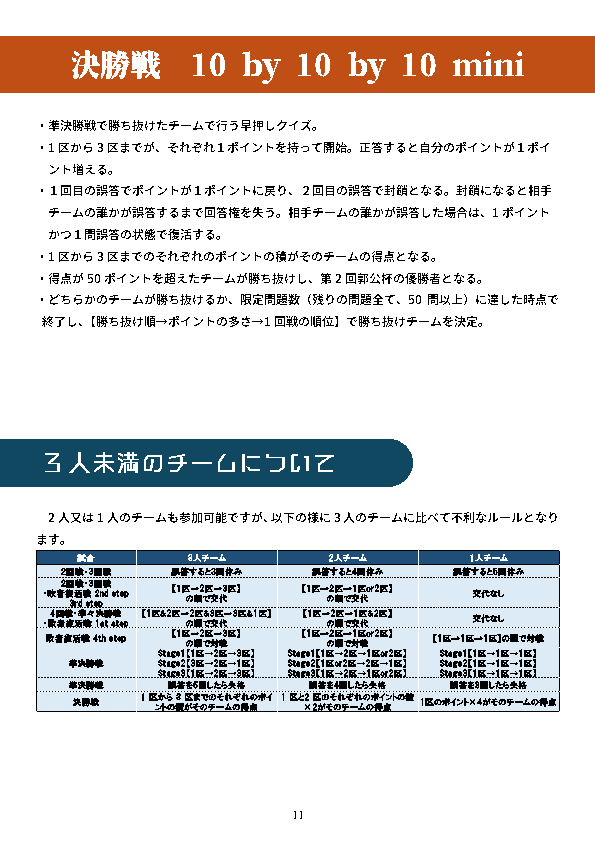 決勝戦 10 by 10 by 10 mini
・準決勝戦で勝ち抜けたチームで行う早押しクイズ。
・1区から3区までが、それぞれ1ポイントを持って開始。正答すると自分のポイントが1ポイ
ント増える。
・1回目の誤答でポイントが1ポイントに戻り、2回目の誤答で封鎖となる。封鎖になると相手
チームの誰かが誤答するまで回答権を失う。相手チームの誰かが誤答した場合は、1ポイント
かつ1問誤答の状態で復活する。
・1区から3区までのそれぞれのポイントの積がそのチームの得点となる。
・得点が50ポイントを超えたチームが勝ち抜けし、第2回郭公杯の優勝者となる。
・どちらかのチームが勝ち抜けるか、限定問題数（残りの問題全て、50問以上）に達した時点で
終了し、【勝ち抜け順→ポイントの多さ→1回戦の順位】で勝ち抜けチームを決定。
3人未満のチームについて
2人又は1人のチームも参加可能ですが、以下の様に3人のチームに比べて不利なルールとなり
ます。
試合 3人チーム 2人チーム 1人チーム
2回戦・3回戦 誤答すると3回休み 誤答すると4回休み 誤答すると5回休み
2回戦・3回戦
・敗者復活戦 2nd step
3rd step
【1区→2区→3区】
の順で交代
【1区→2区→1区or2区】
の順で交代
交代なし
4回戦・準々決勝戦
・敗者復活戦 1st step
【1区&2区→2区&3区→3区&1区】
の順で交代
【1区→2区→1区&2区】
の順で交代
交代なし
敗者復活戦 4th step
【1区→2区→3区】
の順で対戦
【1区→2区→1区or2区】
の順で対戦
【1区→1区→1区】の順で対戦
準決勝戦
Stage1【1区→2区→3区】
Stage2【3区→2区→1区】
Stage3【1区→2区→3区】
Stage1【1区→2区→1区or2区】
Stage2【1区or2区→2区→1区】
Stage3【1区→2区→1区or2区】
Stage1【1区→1区→1区】
Stage2【1区→1区→1区】
Stage3【1区→1区→1区】
準決勝戦 誤答を5回したら失格 誤答を4回したら失格 誤答を3回したら失格
決勝戦
1区から3区までのそれぞれのポイ
ントの積がそのチームの得点
1区と2区のそれぞれのポイントの積
×2がそのチームの得点
1区のポイント×4がそのチームの得点
11